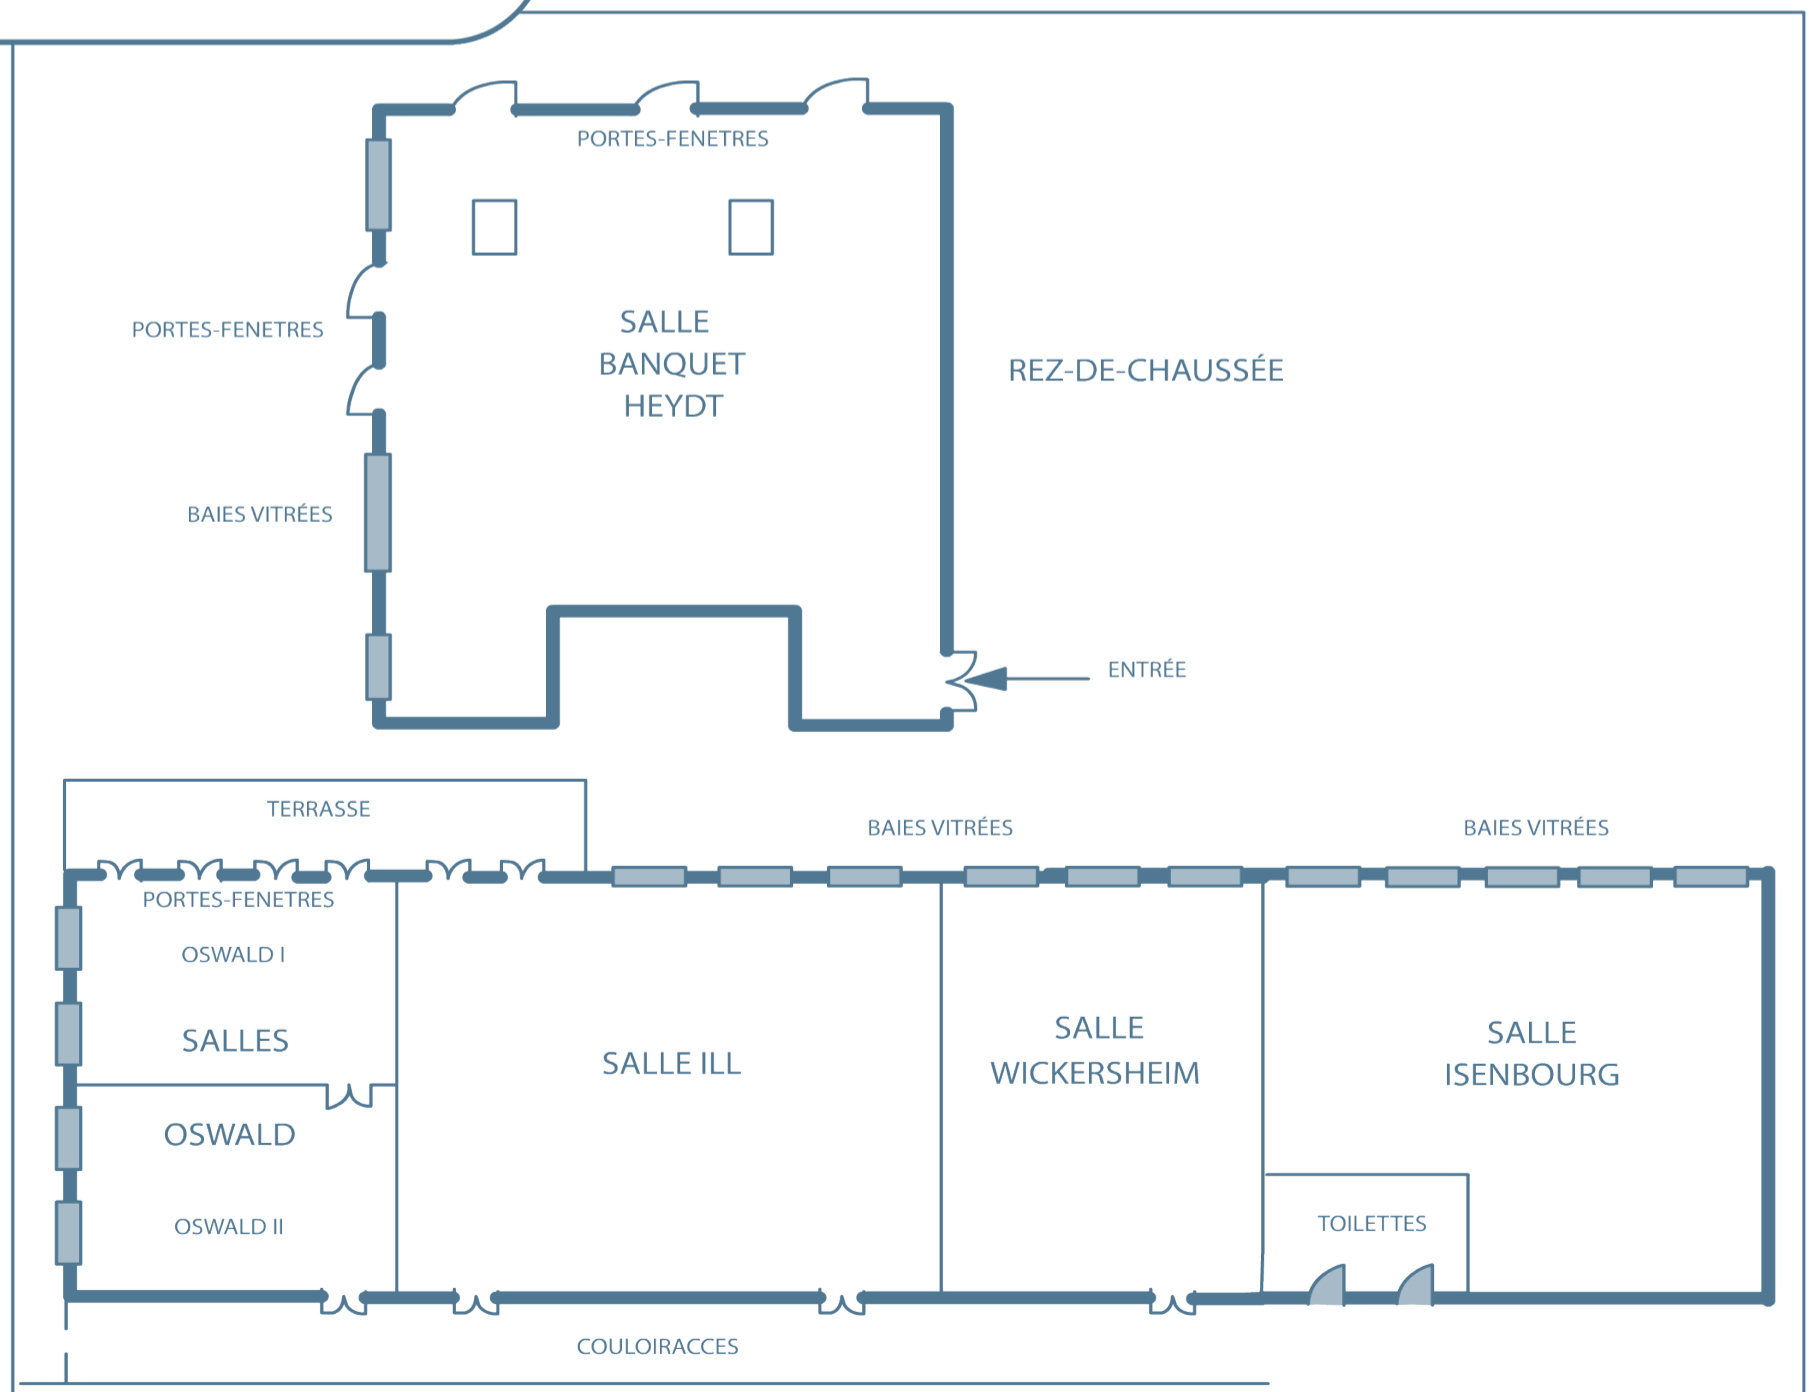 PORTES-FENETRES
SALLE
BANQUET
HEYDT
PORTES-FENETRES
REZ-DE-CHAUSSÉE
BAIES VITRÉES
ENTRÉE
TERRASSE
BAIES VITRÉES
BAIES VITRÉES
PORTES-FENETRES
OSWALD I
SALLES
OSWALD
OSWALD II
SALLE ILL
SALLE
WICKERSHEIM
SALLE
ISENBOURG
TOILETTES
COULOIRACCES